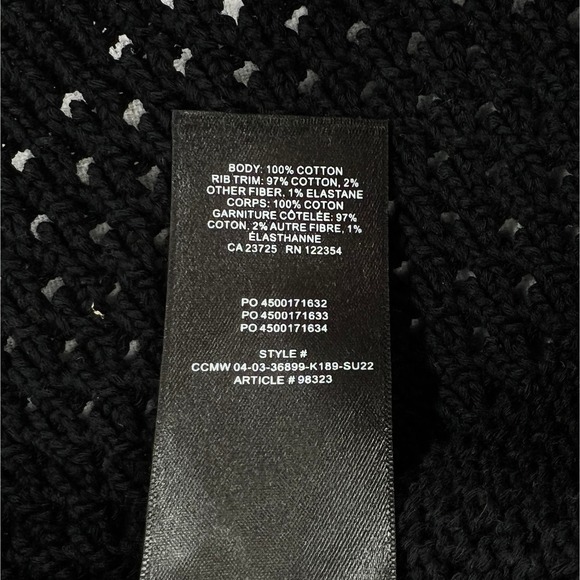 BODY: 100% COTTON
RIB TRIM: 97% COTTON, 2%
OTHER FIBER, 1% ELASTANE
CORPS: 100% COTON
GARNITURE CÔTELÉE: 97%
COTON, 2% AUTRE FIBRE, 1%
ÉLASTHANNE
CA 23725 RN 122354
PO 4500171632
PO 4500171633
PO 4500171634
STYLE #
CCMW 04-03-36899-K189-SU22
ARTICLE # 98323